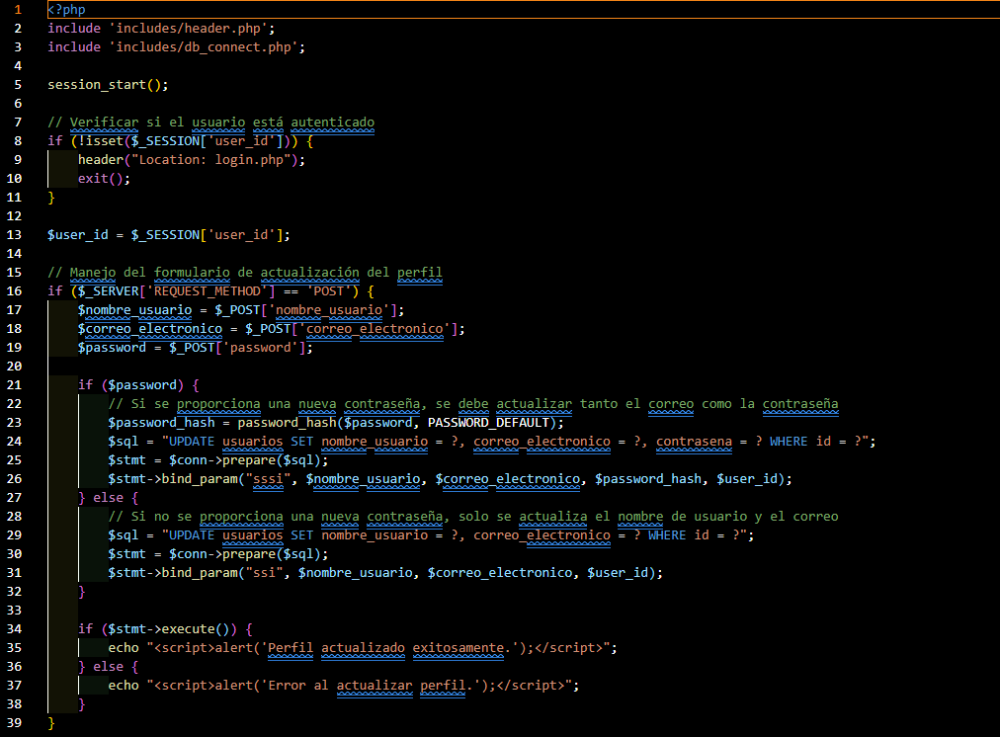 1 <?php
2 include 'includes/header.php';
3 include 'includes/db_connect.php';
4
5 session_start();
6
7 // Verificar si el usuario está autenticado
8 if (!isset($_SESSION['user_id'])) {
9     header("Location: login.php");
10     exit();
11 }
12
13 $user_id = $_SESSION['user_id'];
14
15 // Manejo del formulario de actualización del perfil
16 if ($_SERVER['REQUEST_METHOD'] == 'POST') {
17     $nombre_usuario = $_POST['nombre_usuario'];
18     $correo_electronico = $_POST['correo_electronico'];
19     $password = $_POST['password'];
20
21     if ($password) {
22         // Si se proporciona una nueva contraseña, se debe actualizar tanto el correo como la contraseña
23         $password_hash = password_hash($password, PASSWORD_DEFAULT);
24         $sql = "UPDATE usuarios SET nombre_usuario = ?, correo_electronico = ?, contrasena = ? WHERE id = ?";
25         $stmt = $conn->prepare($sql);
26         $stmt->bind_param("sssi", $nombre_usuario, $correo_electronico, $password_hash, $user_id);
27     } else {
28         // Si no se proporciona una nueva contraseña, solo se actualiza el nombre de usuario y el correo
29         $sql = "UPDATE usuarios SET nombre_usuario = ?, correo_electronico = ? WHERE id = ?";
30         $stmt = $conn->prepare($sql);
31         $stmt->bind_param("ssi", $nombre_usuario, $correo_electronico, $user_id);
32     }
33
34     if ($stmt->execute()) {
35         echo "<script>alert('Perfil actualizado exitosamente.');</script>";
36     } else {
37         echo "<script>alert('Error al actualizar perfil.');</script>";
38     }
39 }